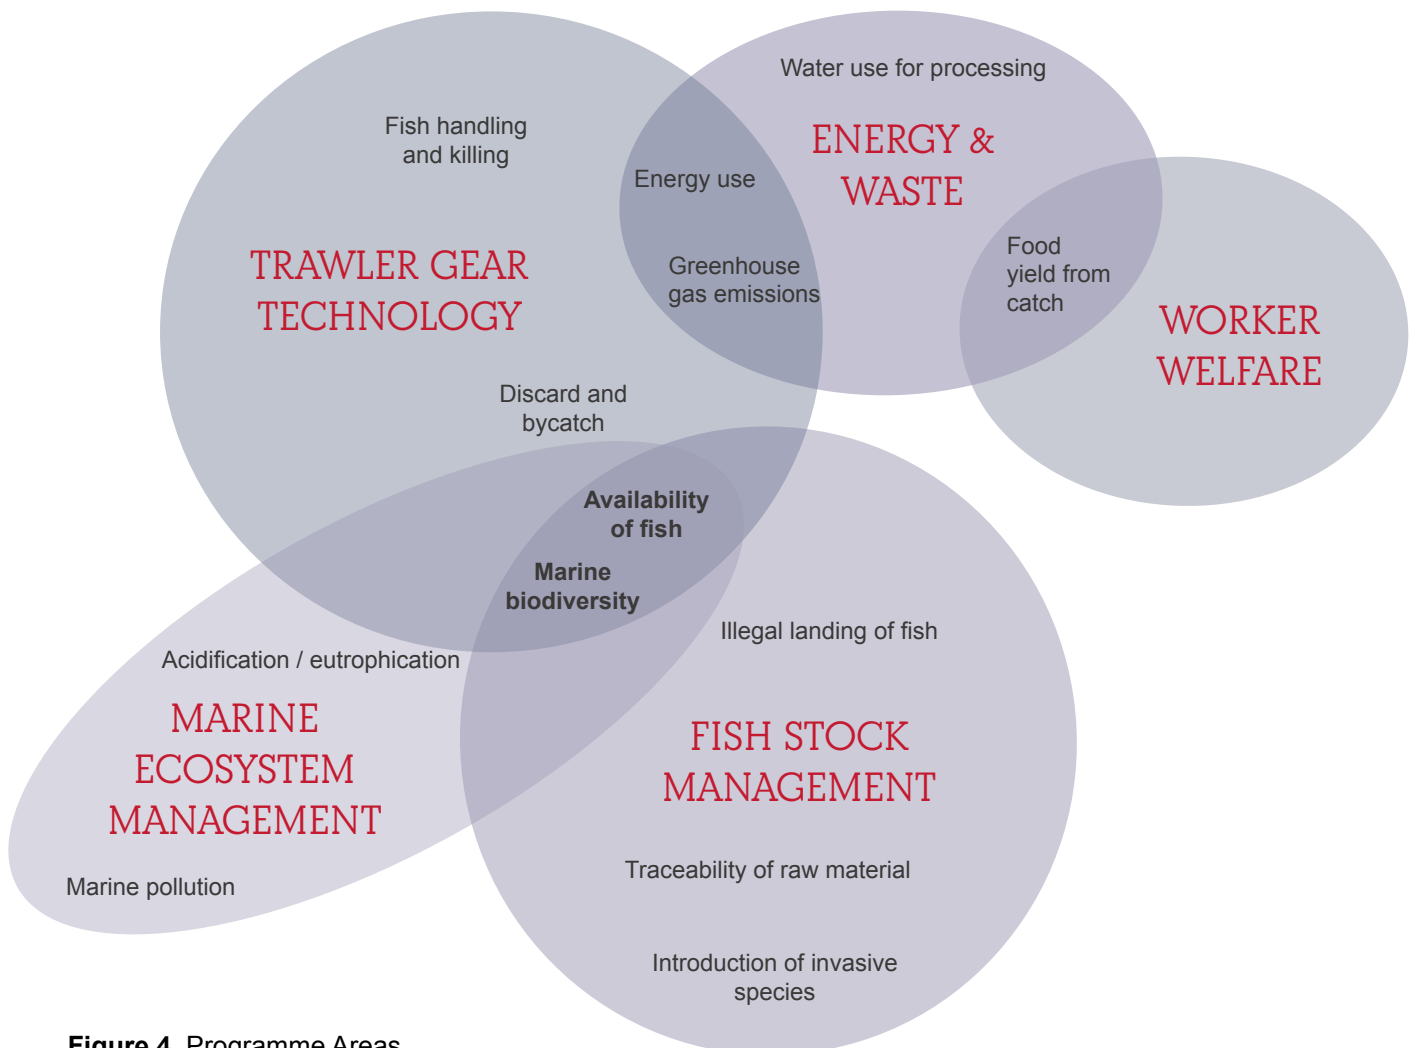 Water use for processing
ENERGY &
WASTE
Fish handling
and killing
Energy use
Greenhouse
gas emissions
Food
yield from
catch
TRAWLER GEAR
TECHNOLOGY
WORKER
WELFARE
Discard and
bycatch
Availability
of fish
Marine
biodiversity
Illegal landing of fish
Acidification / eutrophication
MARINE
ECOSYSTEM
MANAGEMENT
Marine pollution
FISH STOCK
MANAGEMENT
Traceability of raw material
Introduction of invasive
species
Figure 4. Programme Areas